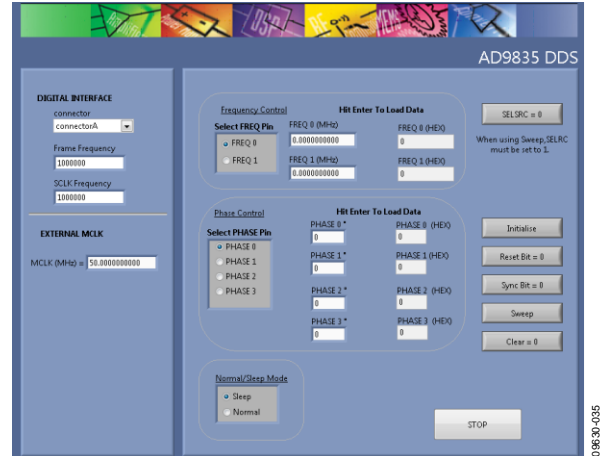 DSP
RF
MEMS
AD9835 DDS
DIGITAL INTERFACE
connector
connectorA
Frame Frequency
1000000
SCLK Frequency
1000000
EXTERNAL MCLK
MCLK (MHz) = 50.0000000000
Frequency Control
Hit Enter To Load Data
Select FREQ Pin
FREQ 0
FREQ 1
FREQ 0 (MHz)
0.0000000000
FREQ 0 (HEX)
0
FREQ 1 (MHz)
0.0000000000
FREQ 1 (HEX)
0
SELSRC = 0
When using Sweep,SELRC
must be set to 1.
Phase Control
Hit Enter To Load Data
Select PHASE Pin
PHASE 0
PHASE 1
PHASE 2
PHASE 3
PHASE 0 *
0
PHASE 0 (HEX)
0
PHASE 1 *
0
PHASE 1 (HEX)
0
PHASE 2 *
0
PHASE 2 (HEX)
0
PHASE 3 *
0
PHASE 3 (HEX)
0
Initialise
Reset Bit = 0
Sync Bit = 0
Sweep
Clear = 0
Normal/Sleep Mode
Sleep
Normal
STOP
09630-035